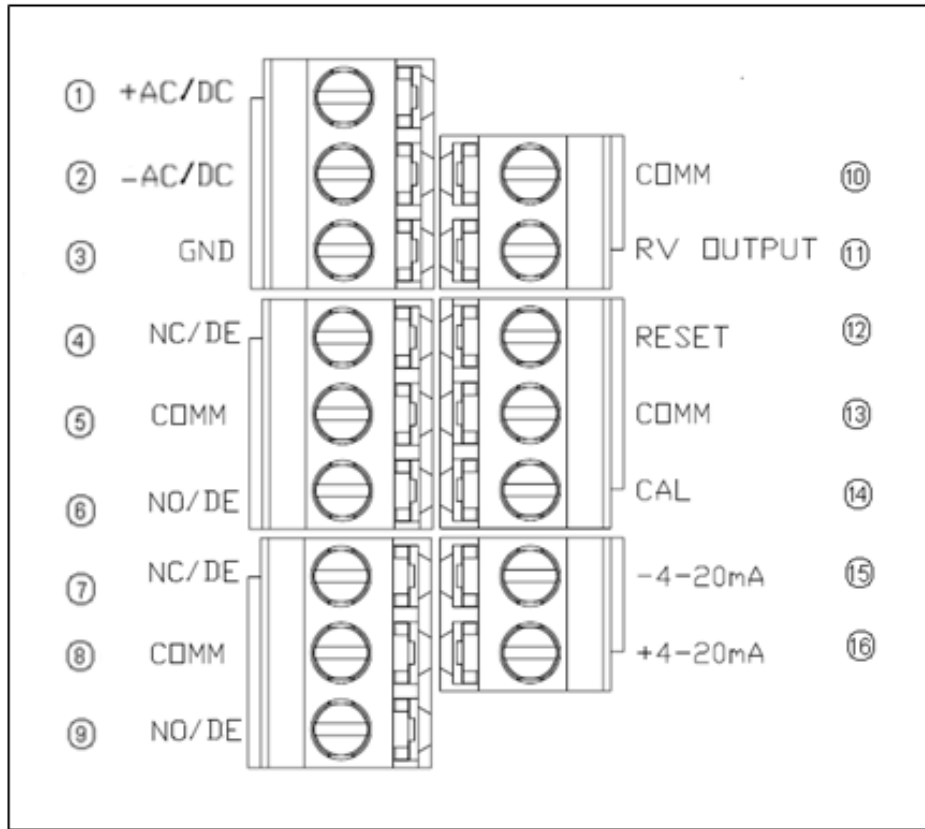 ① +AC/DC
② -AC/DC
③ GND
④ NC/DE
⑤ COMM
⑥ NO/DE
⑦ NC/DE
⑧ COMM
⑨ NO/DE
COMM ⑩
RV OUTPUT ⑪
RESET ⑫
COMM ⑬
CAL ⑭
-4-20mA ⑮
+4-20mA ⑯